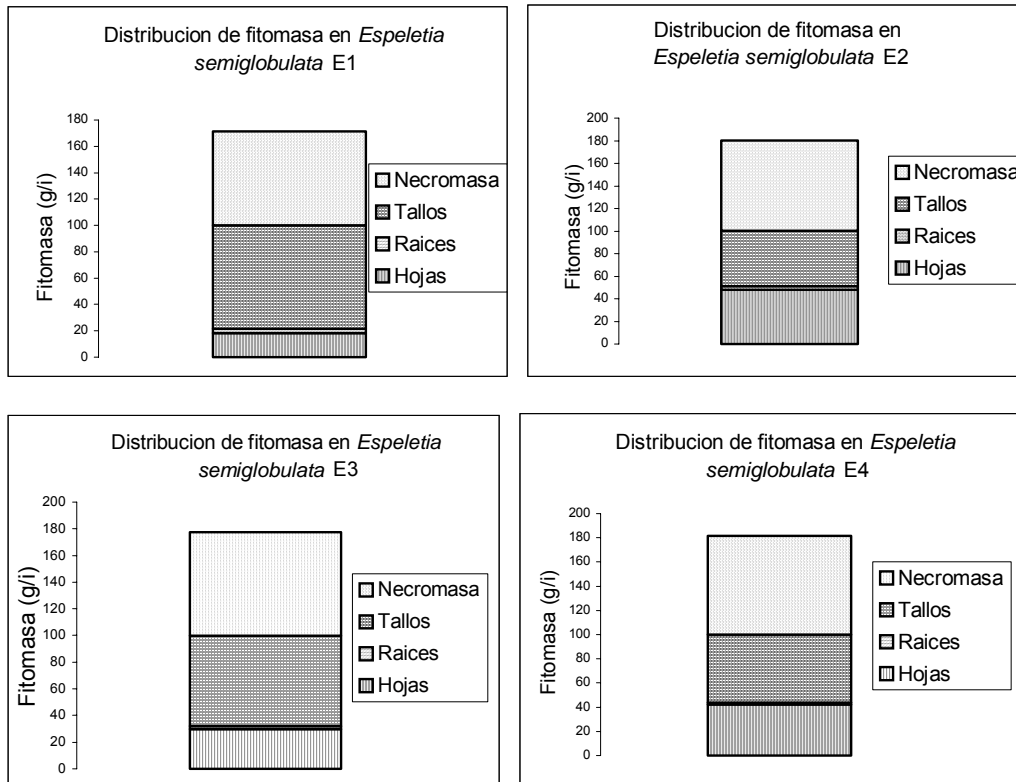 Distribucion de fitomasa en Espeletia
semiglobulata E1
180
160
140
120
100
80
60
40
20
0
Fitomasa (g/i)
Necromasa
Tallos
Raices
Hojas
Distribucion de fitomasa en
Espeletia semiglobulata E2
200
180
160
140
120
100
80
60
40
20
0
Fitomasa (g/i)
Necromasa
Tallos
Raices
Hojas
Distribucion de fitomasa en Espeletia
semiglobulata E3
200
180
160
140
120
100
80
60
40
20
0
Fitomasa (g/i)
Necromasa
Tallos
Raices
Hojas
Distribucion de fitomasa en Espeletia
semiglobulata E4
200
180
160
140
120
100
80
60
40
20
0
Fitomasa (g/i)
Necromasa
Tallos
Raices
Hojas